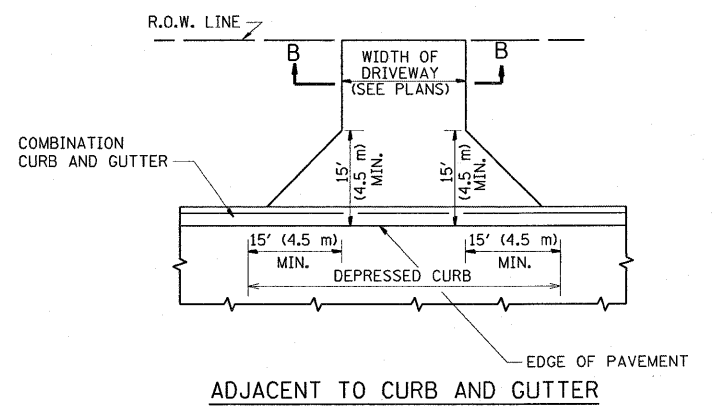 R.O.W. LINE
B
B
WIDTH OF
DRIVEWAY
(SEE PLANS)
COMBINATION
CURB AND GUTTER
15'
(4.5 m)
MIN.
15'
(4.5 m)
MIN.
15' (4.5 m)
MIN.
15' (4.5 m)
MIN.
DEPRESSED CURB
EDGE OF PAVEMENT
ADJACENT TO CURB AND GUTTER